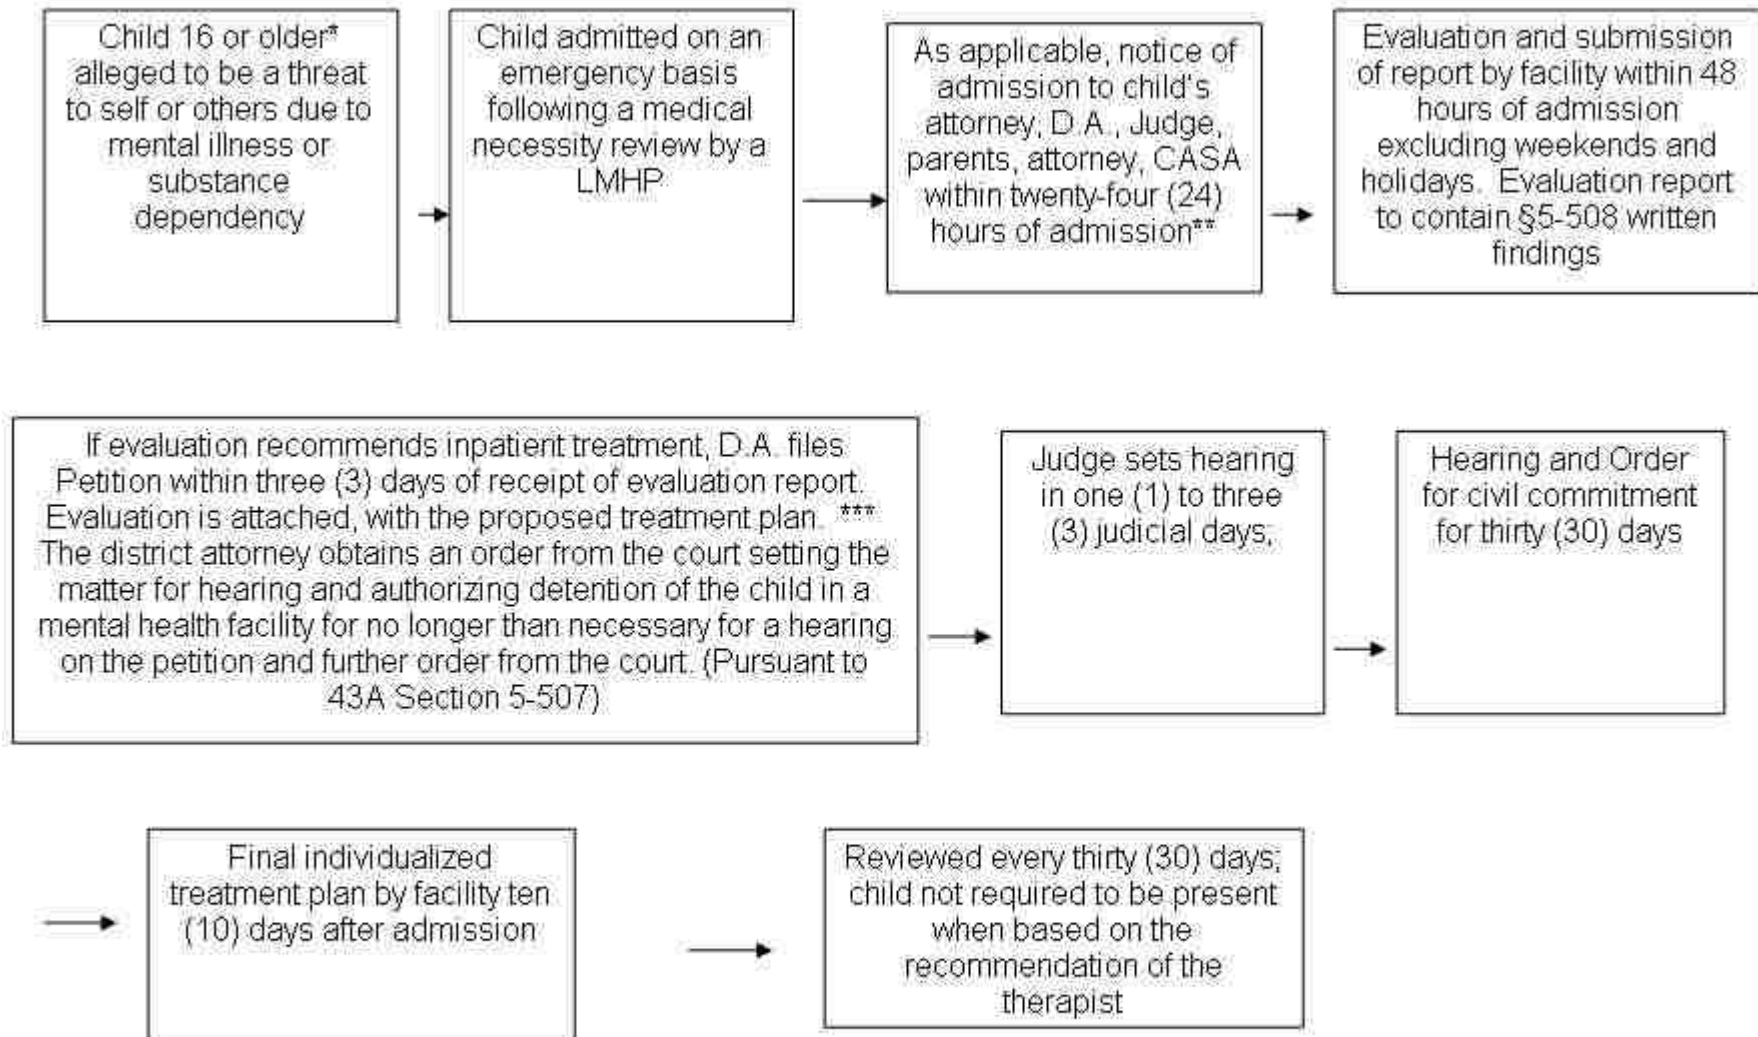 Child 16 or older*
alleged to be a threat
to self or others due to
mental illness or
substance
dependency
Child admitted on an
emergency basis
following a medical
necessity review by a
LMHP
As applicable, notice of
admission to child's
attorney, D.A., Judge,
parents, attorney, CASA
within twenty-four (24)
hours of admission**
Evaluation and submission
of report by facility within 48
hours of admission
excluding weekends and
holidays. Evaluation report
to contain §5-508 written
findings
If evaluation recommends inpatient treatment, D.A. files
Petition within three (3) days of receipt of evaluation report.
Evaluation is attached, with the proposed treatment plan. ***
The district attorney obtains an order from the court setting the
matter for hearing and authorizing detention of the child in a
mental health facility for no longer than necessary for a hearing
on the petition and further order from the court. (Pursuant to
43A Section 5-507)
Judge sets hearing
in one (1) to three
(3) judicial days;
Hearing and Order
for civil commitment
for thirty (30) days
Final individualized
treatment plan by facility ten
(10) days after admission
Reviewed every thirty (30) days;
child not required to be present
when based on the
recommendation of the
therapist